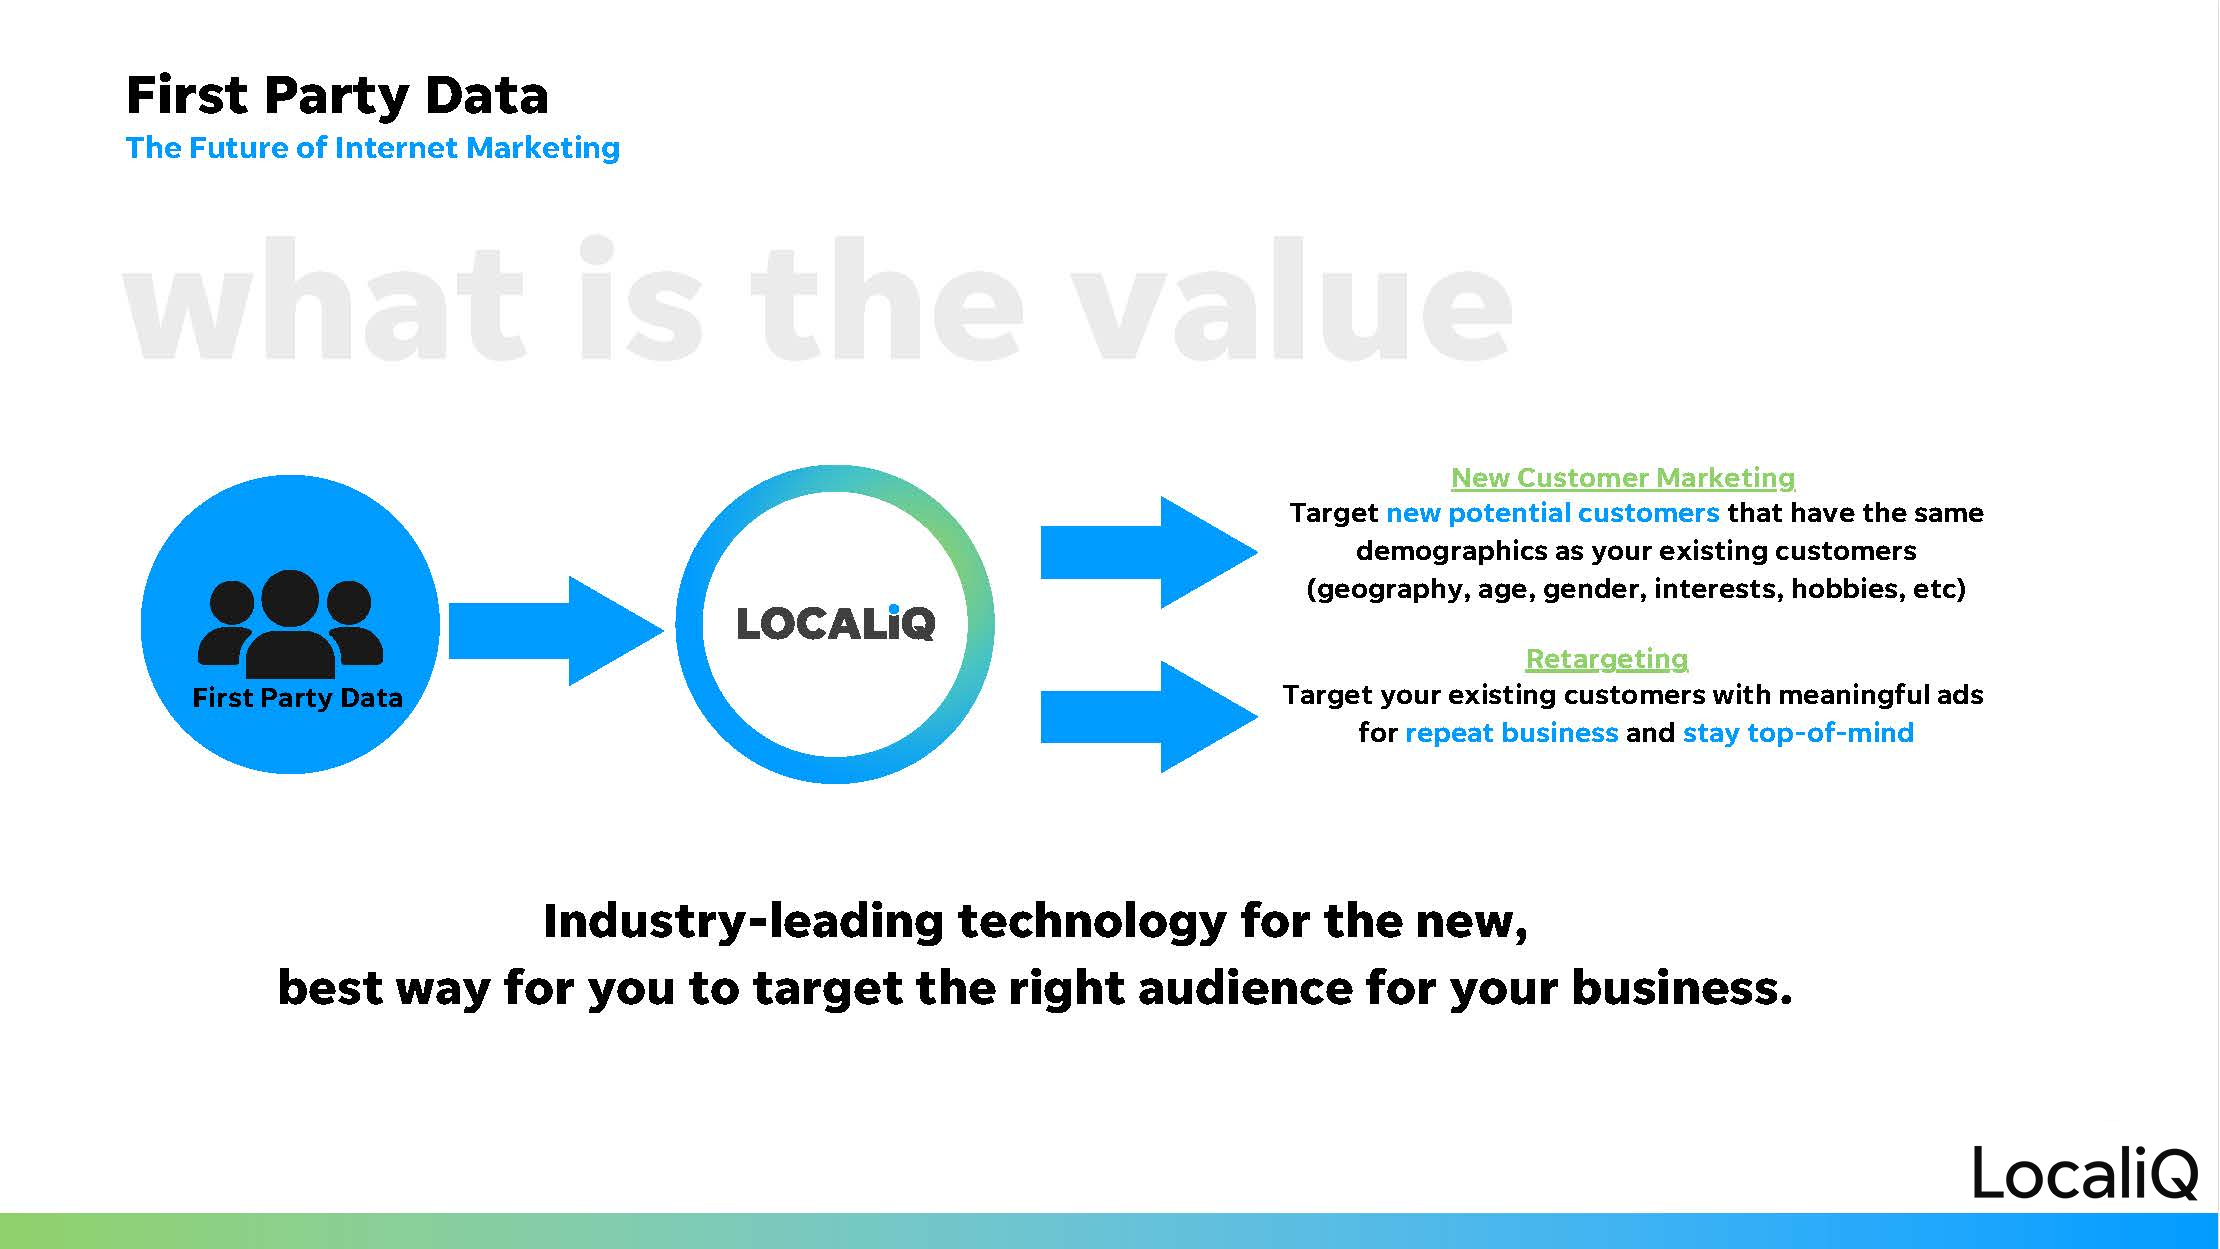 First Party Data
The Future of Internet Marketing
what is the value
First Party Data
LOCALiQ
New Customer Marketing
Target new potential customers that have the same
demographics as your existing customers
(geography, age, gender, interests, hobbies, etc)
Retargeting
Target your existing customers with meaningful ads
for repeat business and stay top-of-mind
Industry-leading technology for the new,
best way for you to target the right audience for your business.
LocaliQ